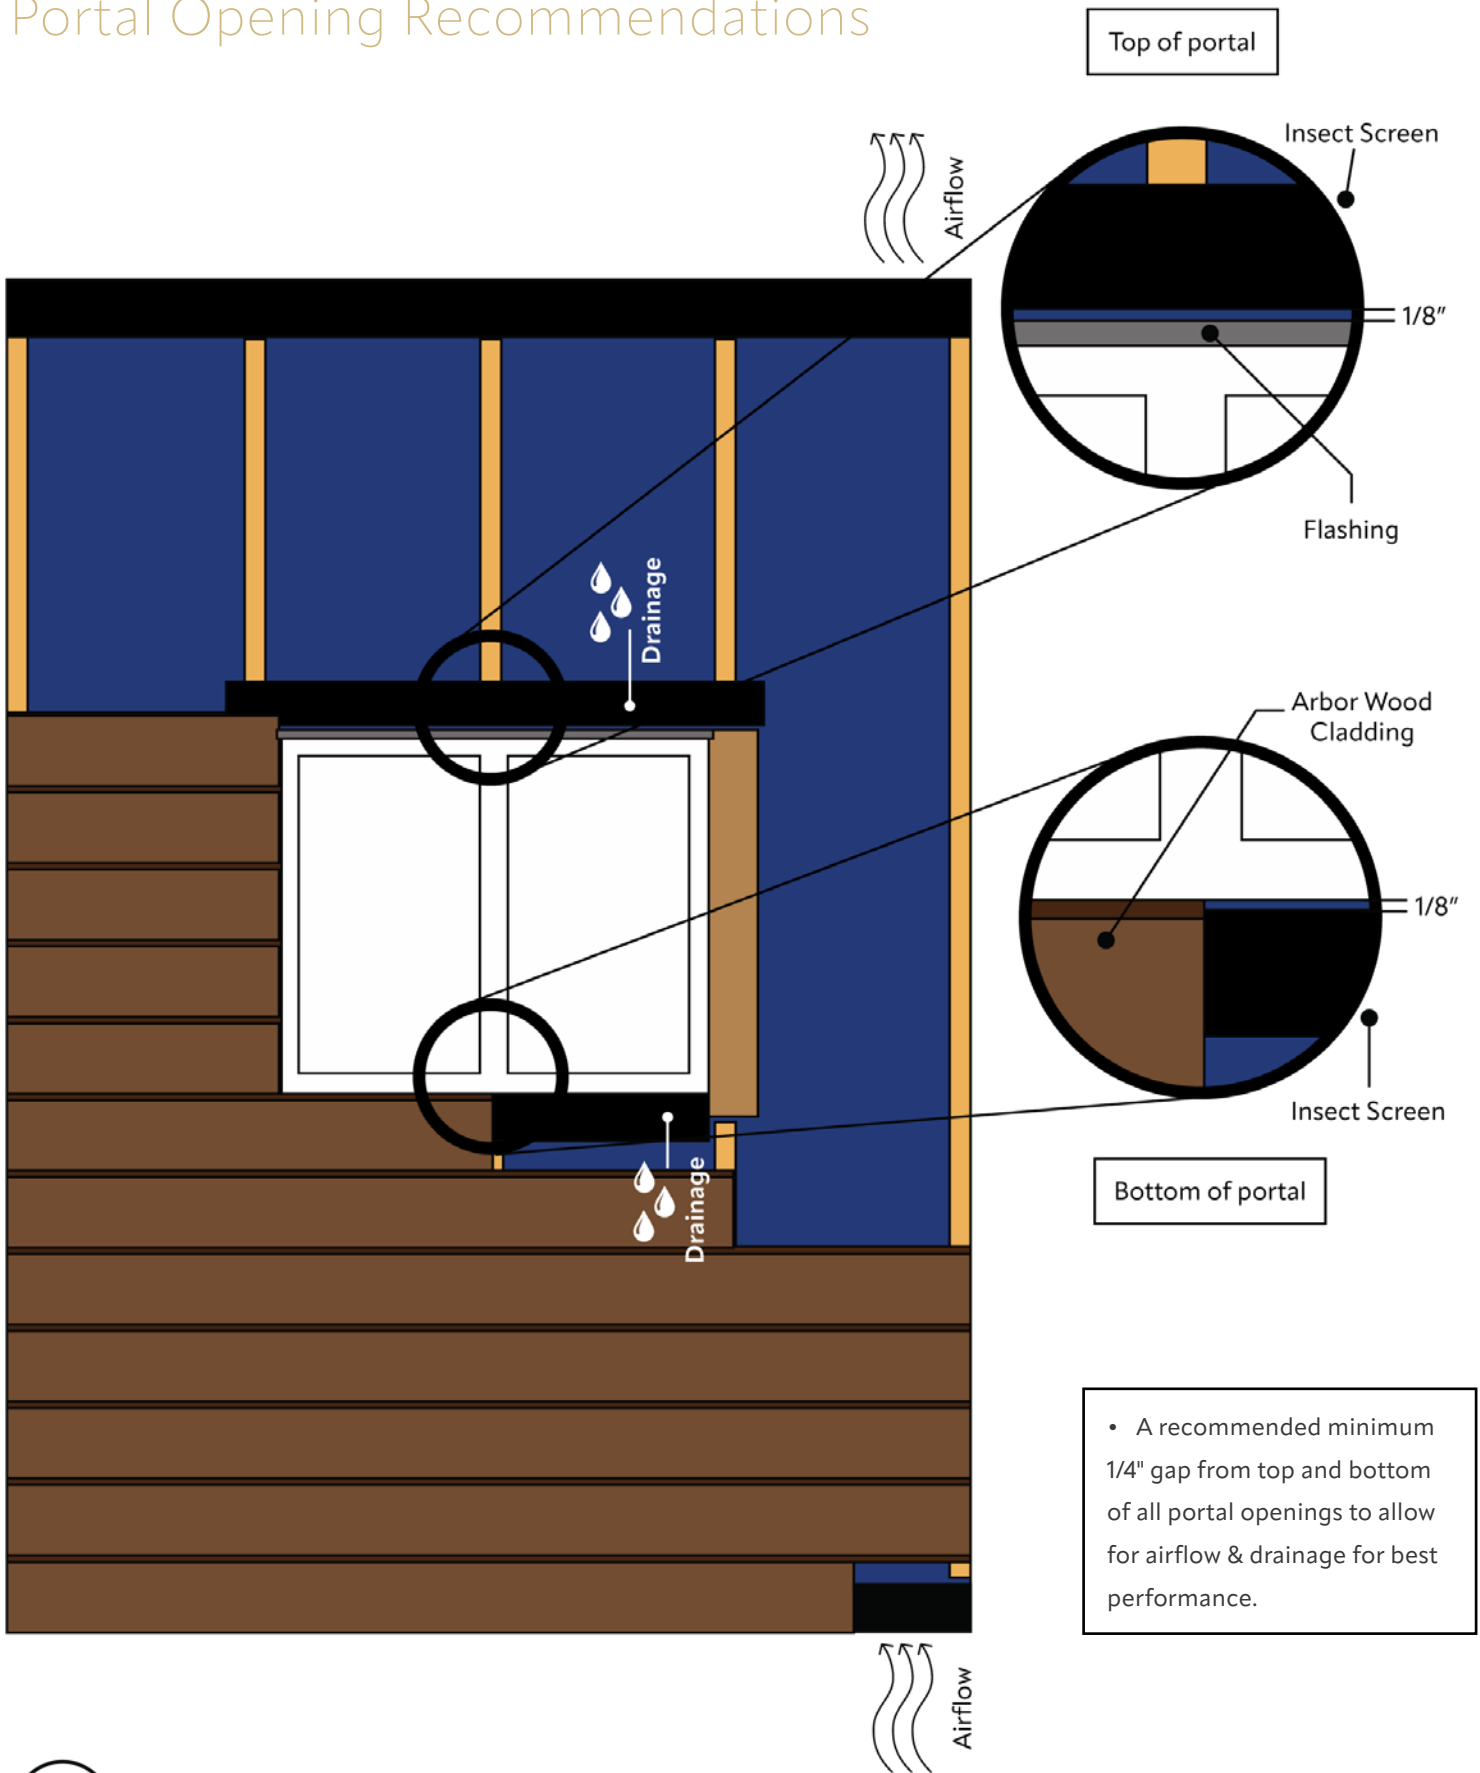 Portal Opening Recommendations
Top of portal
Insect Screen
Airflow
1/8"
Flashing
Drainage
Arbor Wood
Cladding
1/8"
Insect Screen
Bottom of portal
Drainage
• A recommended minimum
1/4" gap from top and bottom
of all portal openings to allow
for airflow & drainage for best
performance.
Airflow